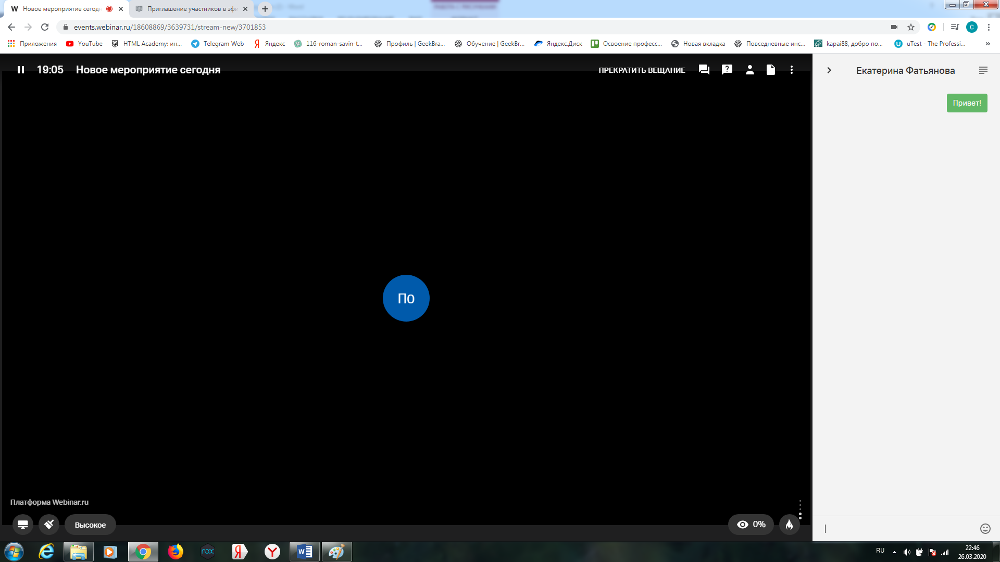 W Новое мероприятие сегодн
Приглашение участников в эф
events.webinar.ru/18608869/3639731/stream-new/3701853
С
Приложения
YouTube
HTML Academy: ин...
Telegram Web
Яндекс
116-roman-savin-t...
Профиль | GeekBra...
Обучение | GeekBr...
Яндекс.Диск
Освоение професс...
Новая вкладка
Повседневные инс...
kapai88, добро по...
uTest - The Professi...
19:05 Новое мероприятие сегодня
ПРЕКРАТИТЬ ВЕЩАНИЕ
Екатерина Фатьянова
Привет!
ПО
Платформа Webinar.ru
Высокое
0%
nox
RU
22:46
26.03.2020